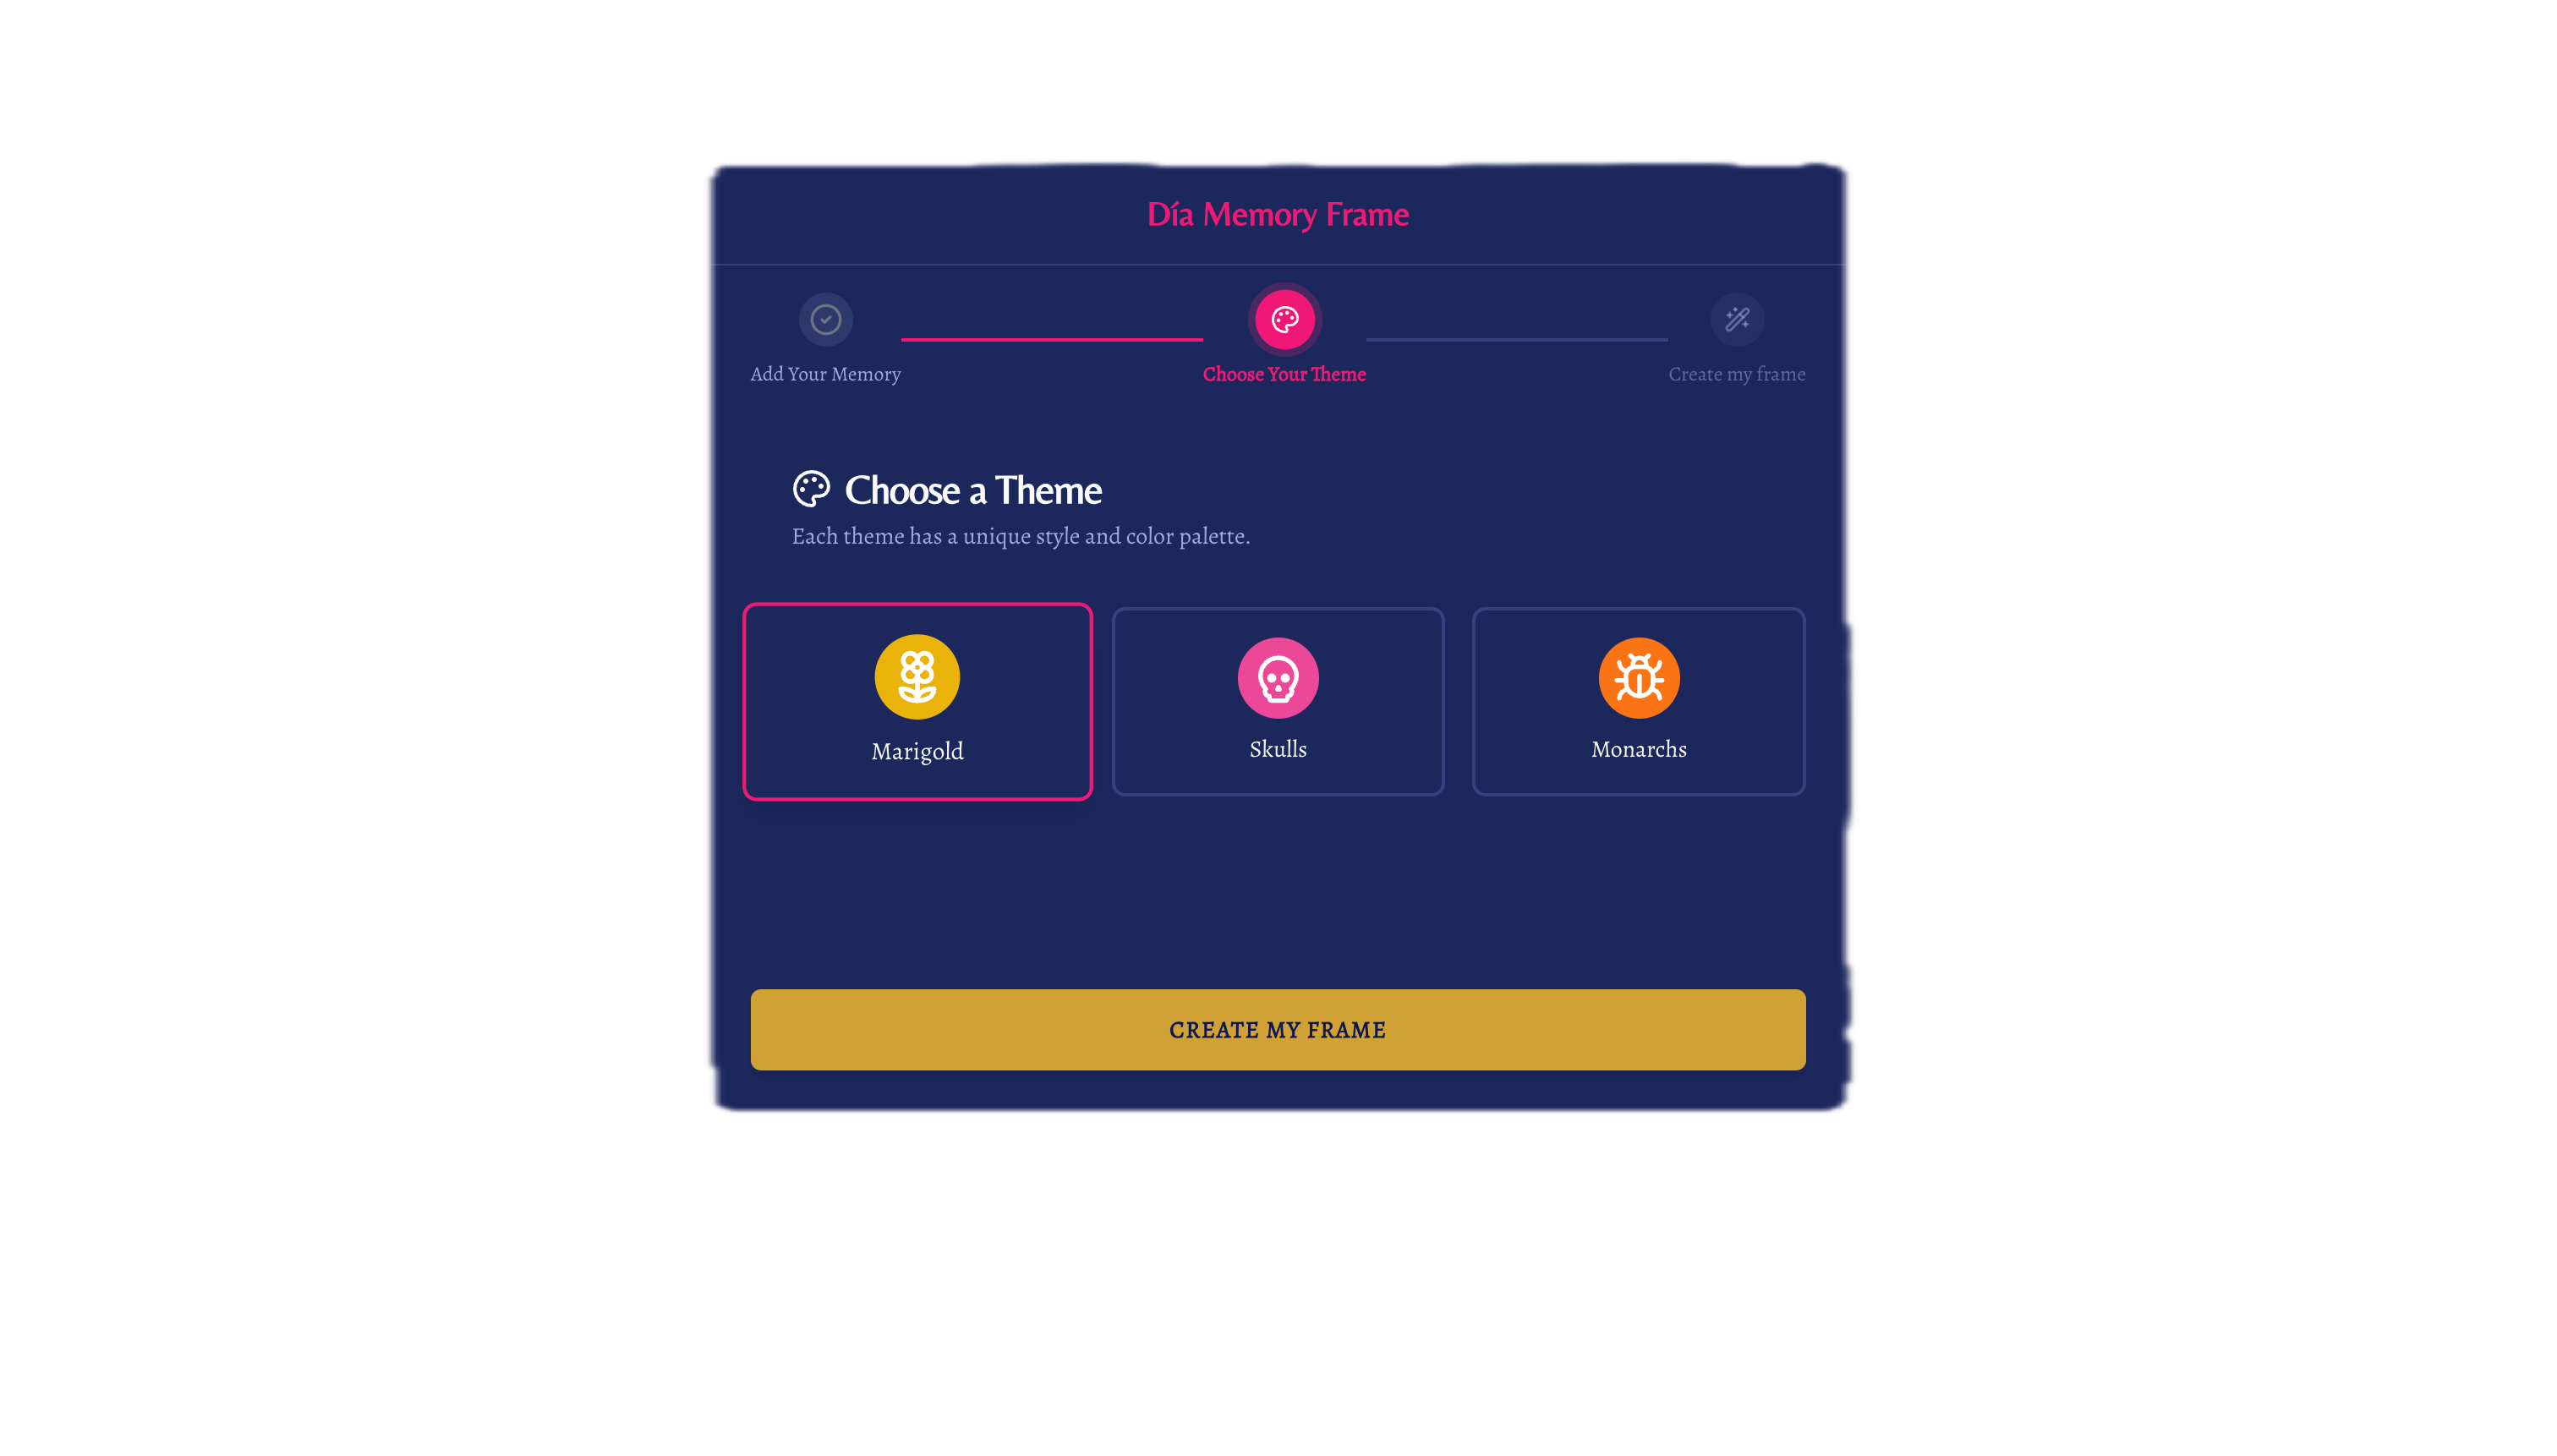 Día Memory Frame
Add Your Memory
Choose Your Theme
Create my frame
Choose a Theme
Each theme has a unique style and color palette.
Marigold
Skulls
Monarchs
CREATE MY FRAME